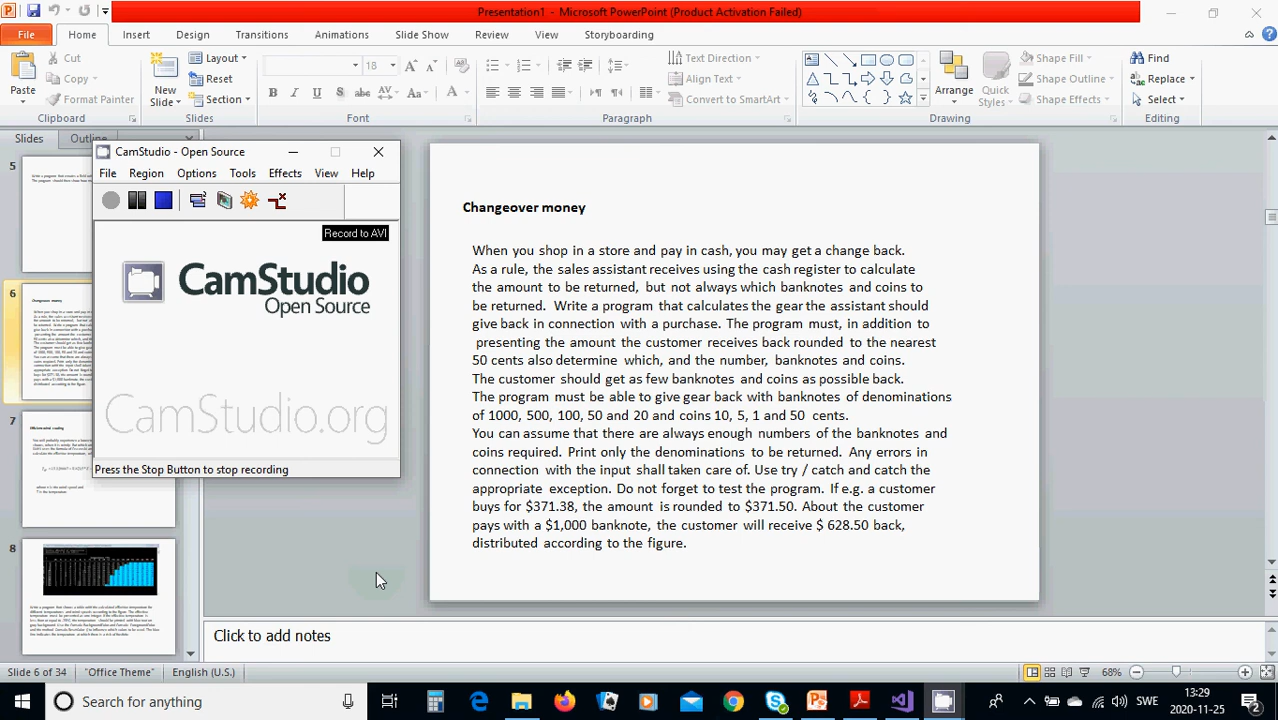 Presentation1 - Microsoft PowerPoint (Product Activation Failed)
File Home Insert Design Transitions Animations Slide Show Review View Storyboarding
Paste
Cut
Copy
Format Painter
Clipboard
New Slide
Layout
Reset
Section
Slides
18
Font
Paragraph
Text Direction
Align Text
Convert to SmartArt
Arrange
Quick Styles
Shape Fill
Shape Outline
Shape Effects
Drawing
Find
Replace
Select
Editing
Slides
5
6
7
8
CamStudio - Open Source
File Region Options Tools Effects View Help
Record to AVI
CamStudio
Open Source
CamStudio.org
Press the Stop Button to stop recording
Changeover money
When you shop in a store and pay in cash, you may get a change back.
As a rule, the sales assistant receives using the cash register to calculate
the amount to be returned, but not always which banknotes and coins to
be returned. Write a program that calculates the gear the assistant should
give back in connection with a purchase. The program must, in addition to
presenting the amount the customer receives back rounded to the nearest
50 cents also determine which, and the number, banknotes and coins.
The customer should get as few banknotes and coins as possible back.
The program must be able to give gear back with banknotes of denominations
of 1000, 500, 100, 50 and 20 and coins 10, 5, 1 and 50 cents.
You can assume that there are always enough numbers of the banknotes and
coins required. Print only the denominations to be returned. Any errors in
connection with the input shall taken care of. Use try / catch and catch the
appropriate exception. Do not forget to test the program. If e.g. a customer
buys for $371.38, the amount is rounded to $371.50. About the customer
pays with a $1,000 banknote, the customer will receive $ 628.50 back,
distributed according to the figure.
Click to add notes
Slide 6 of 34
"Office Theme"
English (U.S.)
68%
Search for anything
SWE
13:29
2020-11-25